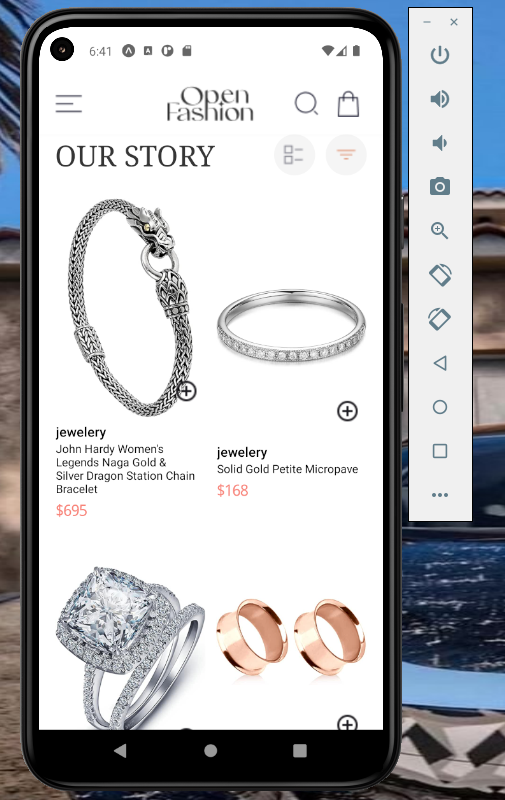 6:41
Open
Fashion
OUR STORY
jewelery
John Hardy Women's
Legends Naga Gold &
Silver Dragon Station Chain
Bracelet
$695
jewelery
Solid Gold Petite Micropave
$168